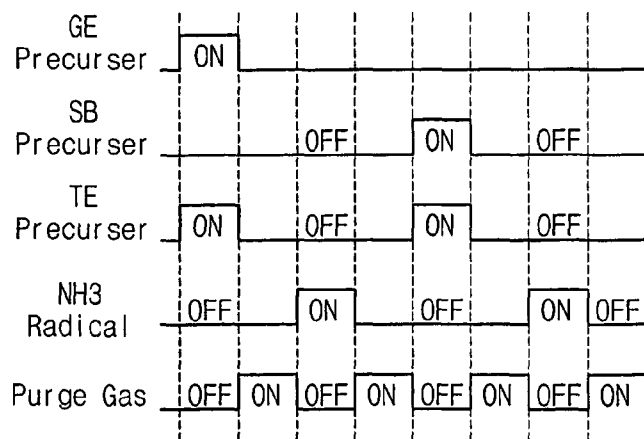 GE
Precurser
ON
SB
Precurser
OFF ON OFF
TE
Precurser
ON OFF ON OFF
NH3
Radical
OFF ON OFF ON OFF
Purge Gas
OFF ON OFF ON OFF ON OFF ON